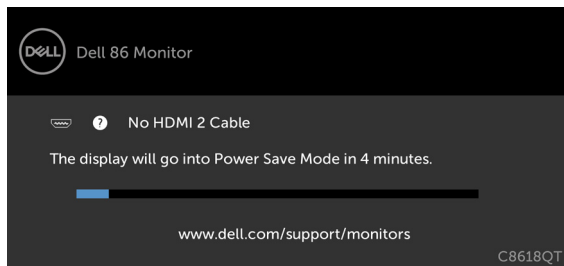 DELL Dell 86 Monitor
? No HDMI 2 Cable
The display will go into Power Save Mode in 4 minutes.
www.dell.com/support/monitors
C8618QT